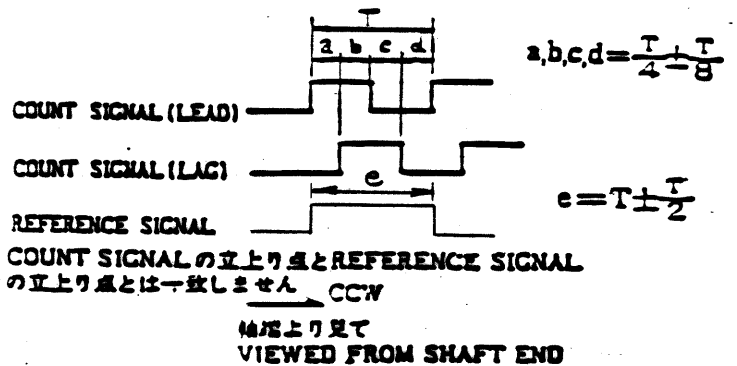 T
a b c d
a,b,c,d=T/4±T/8
COUNT SIGNAL(LEAD)
COUNT SIGNAL(LAG)
e
e=T±T/2
REFERENCE SIGNAL
COUNT SIGNALの立上り点とREFERENCE SIGNAL
の立上り点とは一致しません
CCW
軸端より見て
VIEWED FROM SHAFT END